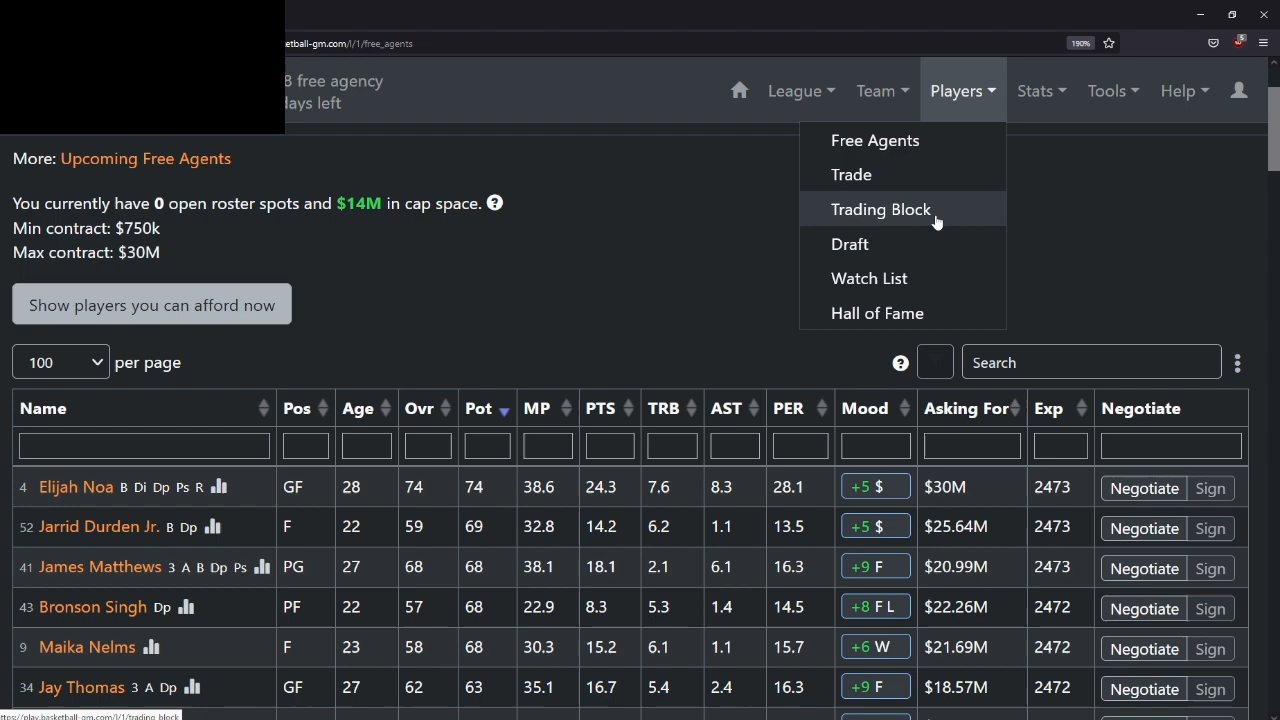 etball-gm.com/l/1/free_agents
190%
5
8 free agency
days left
League
Team
Players
Stats
Tools
Help
Free Agents
Trade
Trading Block
Draft
Watch List
Hall of Fame
More: Upcoming Free Agents
You currently have 0 open roster spots and $14M in cap space. ?
Min contract: $750k
Max contract: $30M
Show players you can afford now
100 per page
? Search
Name Pos Age Ovr Pot MP PTS TRB AST PER Mood Asking For Exp Negotiate
4 Elijah Noa B Di Dp Ps R GF 28 74 74 38.6 24.3 7.6 8.3 28.1 +5 $ $30M 2473 Negotiate Sign
52 Jarrid Durden Jr. B Dp F 22 59 69 32.8 14.2 6.2 1.1 13.5 +5 $ $25.64M 2473 Negotiate Sign
41 James Matthews 3 A B Dp Ps PG 27 68 68 38.1 18.1 2.1 6.1 16.3 +9 F $20.99M 2473 Negotiate Sign
43 Bronson Singh Dp PF 22 57 68 22.9 8.3 5.3 1.4 14.5 +8 F L $22.26M 2472 Negotiate Sign
9 Maika Nelms F 23 58 68 30.3 15.2 6.1 1.1 15.7 +6 W $21.69M 2472 Negotiate Sign
34 Jay Thomas 3 A Dp GF 27 62 63 35.1 16.7 5.4 2.4 16.3 +9 F $18.57M 2472 Negotiate Sign
ttps://play.basketball-gm.com/l/1/trading_block